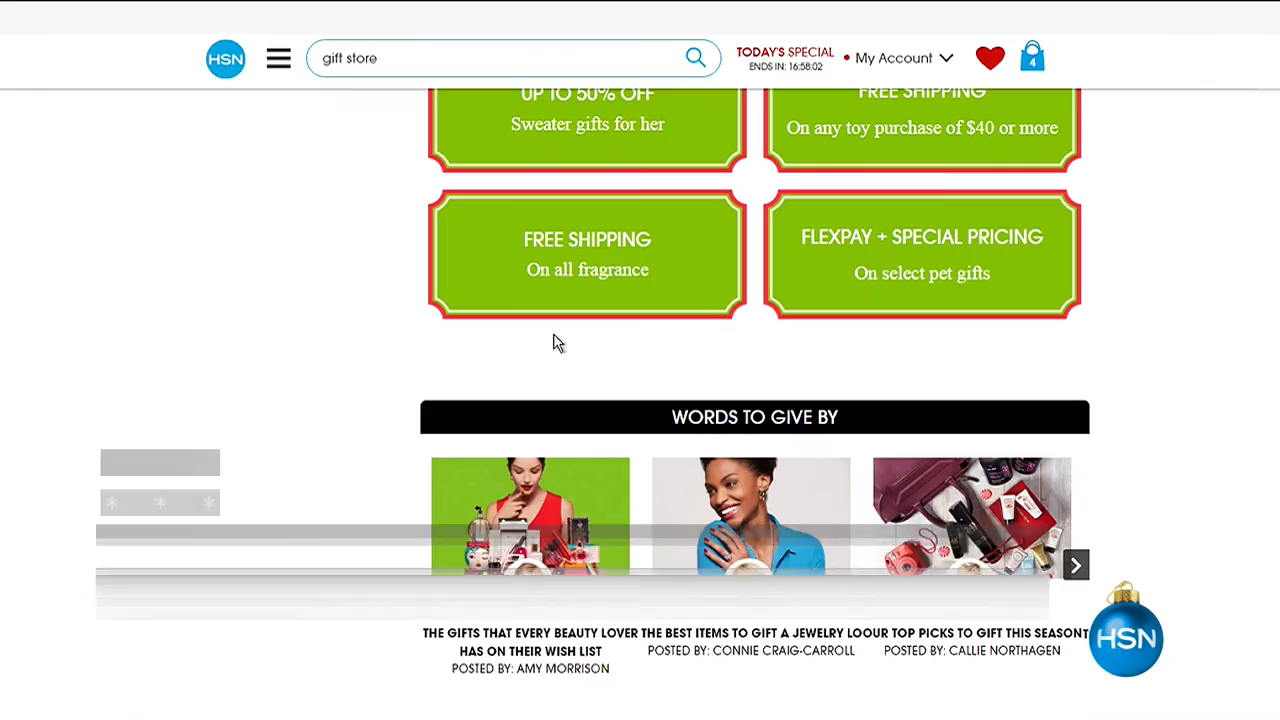 HSN
gift store
TODAY'S SPECIAL
ENDS IN: 16:58:02
My Account
4
UP TO 50% OFF
Sweater gifts for her
FREE SHIPPING
On any toy purchase of $40 or more
FREE SHIPPING
On all fragrance
FLEXPAY + SPECIAL PRICING
On select pet gifts
WORDS TO GIVE BY
THE GIFTS THAT EVERY BEAUTY LOVER
HAS ON THEIR WISH LIST
POSTED BY: AMY MORRISON
THE BEST ITEMS TO GIFT A JEWELRY LO
POSTED BY: CONNIE CRAIG-CARROLL
OUR TOP PICKS TO GIFT THIS SEASON
POSTED BY: CALLIE NORTHAGEN
HSN